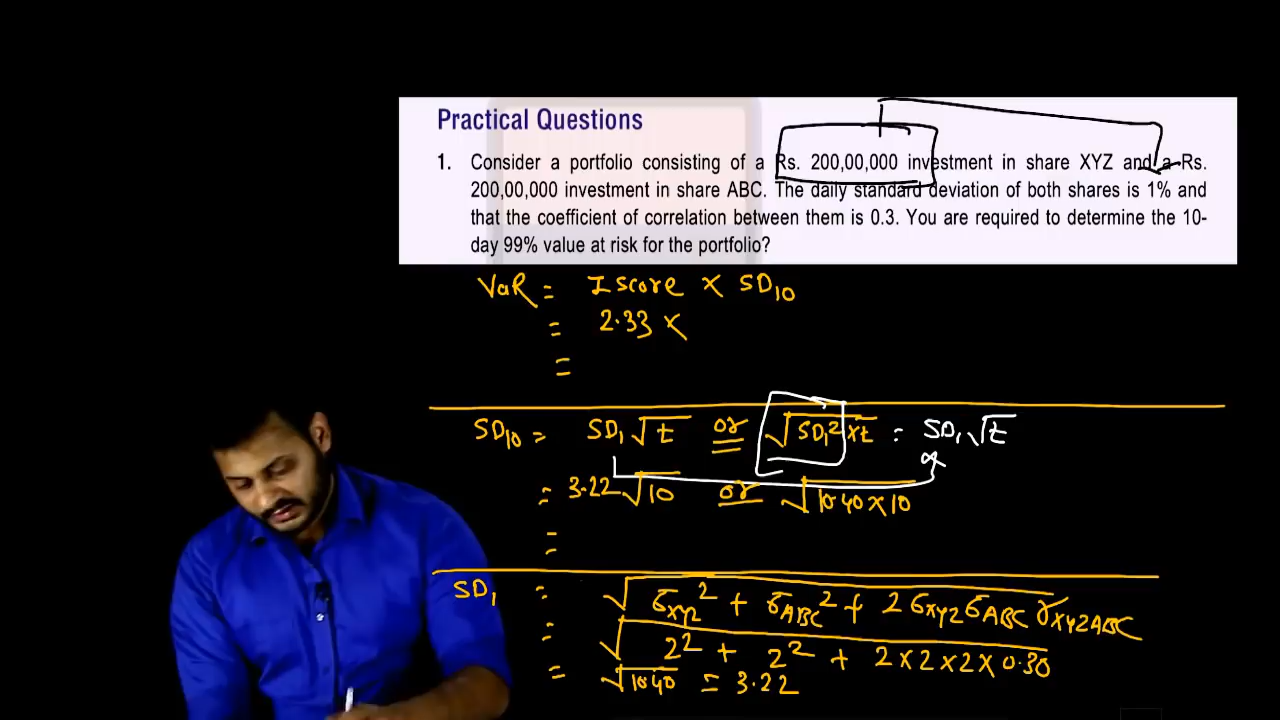 Practical Questions
1. Consider a portfolio consisting of a Rs. 200,00,000 investment in share XYZ and a Rs.
200,00,000 investment in share ABC. The daily standard deviation of both shares is 1% and
that the coefficient of correlation between them is 0.3. You are required to determine the 10-
day 99% value at risk for the portfolio?
VaR = Z score × SD₁₀
= 2.33 ×
=
SD₁₀ = SD₁ √t or √SD₁² × t = SD₁ √t
= 3.22 √10 or √10.40 × 10
=
SD₁ = √σXYZ² + σABC² + 2 σXYZ σABC rXYZABC
= √2² + 2² + 2 × 2 × 2 × 0.30
= √10.40 = 3.22